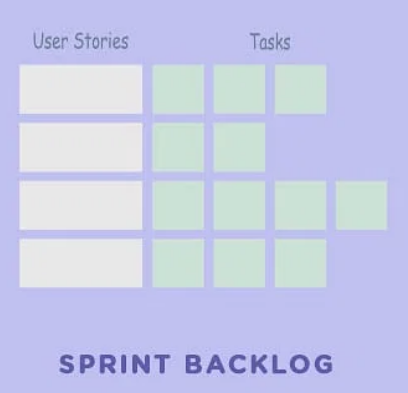 User Stories Tasks
SPRINT BACKLOG